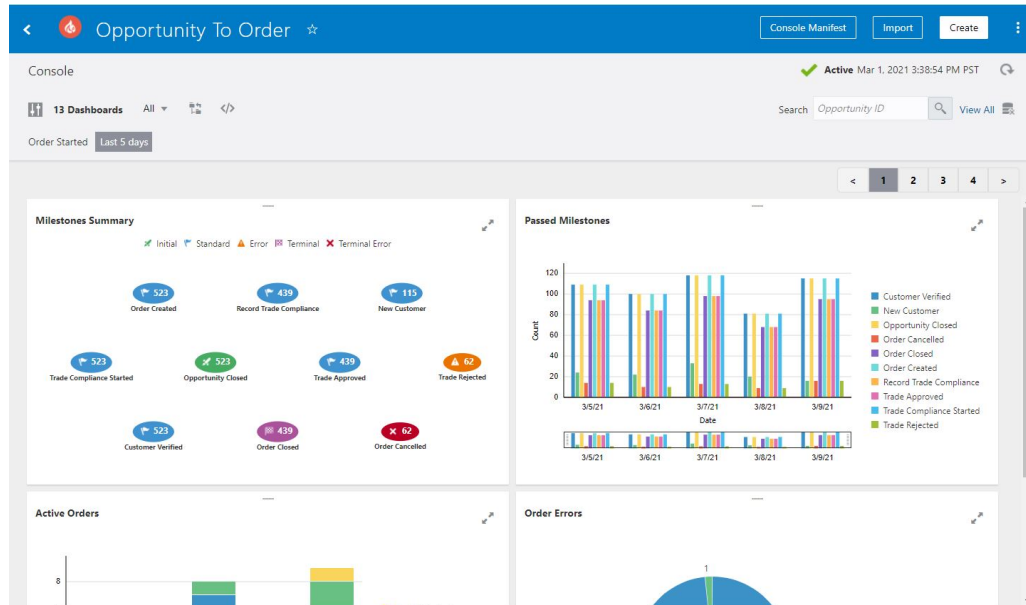 Opportunity To Order
Console Manifest
Import
Create
Console
Active Mar 1, 2021 3:38:54 PM PST
13 Dashboards All
Search Opportunity ID View All
Order Started Last 5 days
< 1 2 3 4 >
Milestones Summary
Initial Standard Error Terminal Terminal Error
523 439 115
Order Created Record Trade Compliance New Customer
523 523 439 62
Trade Compliance Started Opportunity Closed Trade Approved Trade Rejected
523 439 62
Customer Verified Order Closed Order Cancelled
Passed Milestones
120
100
80
60
40
20
0
Count
3/5/21 3/6/21 3/7/21 3/8/21 3/9/21
Date
3/5/21 3/6/21 3/7/21 3/8/21 3/9/21
Customer Verified
New Customer
Opportunity Closed
Order Cancelled
Order Closed
Order Created
Record Trade Compliance
Trade Approved
Trade Compliance Started
Trade Rejected
Active Orders
8
Order Errors
1